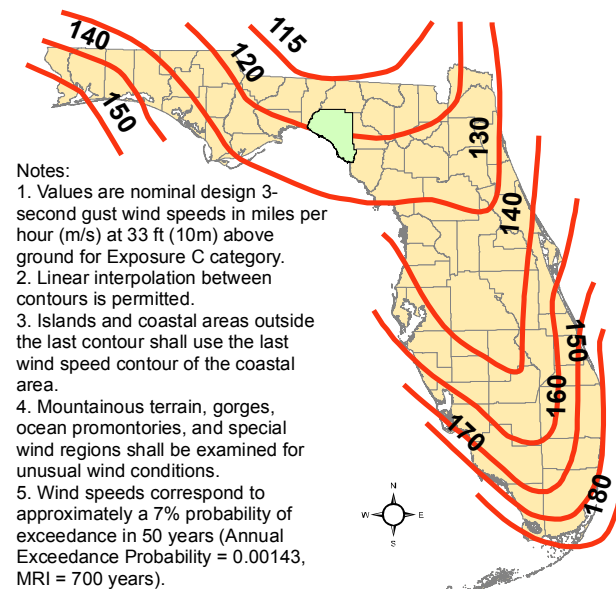 115
140
120
150
130
140
Notes:
1. Values are nominal design 3-
second gust wind speeds in miles per
hour (m/s) at 33 ft (10m) above
ground for Exposure C category.
2. Linear interpolation between
contours is permitted.
3. Islands and coastal areas outside
the last contour shall use the last
wind speed contour of the coastal
area.
4. Mountainous terrain, gorges,
ocean promontories, and special
wind regions shall be examined for
unusual wind conditions.
5. Wind speeds correspond to
approximately a 7% probability of
exceedance in 50 years (Annual
Exceedance Probability = 0.00143,
MRI = 700 years).
150
160
170
180
N
W
E
S